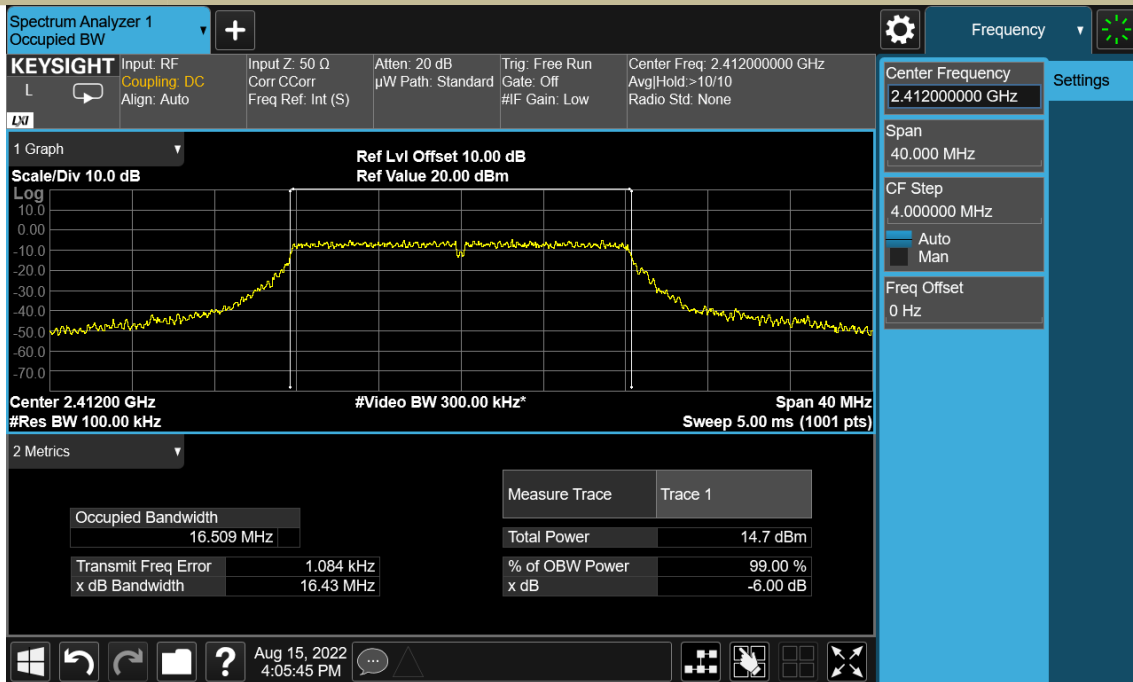 Spectrum Analyzer 1
Occupied BW
Frequency
KEYSIGHT
L
LXI
Input: RF
Coupling: DC
Align: Auto
Input Z: 50 Ω
Corr CCorr
Freq Ref: Int (S)
Atten: 20 dB
µW Path: Standard
Trig: Free Run
Gate: Off
#IF Gain: Low
Center Freq: 2.412000000 GHz
Avg|Hold:>10/10
Radio Std: None
Center Frequency
2.412000000 GHz
Settings
Span
40.000 MHz
CF Step
4.000000 MHz
Auto
Man
Freq Offset
0 Hz
1 Graph
Scale/Div 10.0 dB
Ref Lvl Offset 10.00 dB
Ref Value 20.00 dBm
Log
10.0
0.00
-10.0
-20.0
-30.0
-40.0
-50.0
-60.0
-70.0
Center 2.41200 GHz
#Video BW 300.00 kHz*
Span 40 MHz
#Res BW 100.00 kHz
Sweep 5.00 ms (1001 pts)
2 Metrics
Measure Trace
Trace 1
Occupied Bandwidth
16.509 MHz
Total Power
14.7 dBm
Transmit Freq Error
1.084 kHz
% of OBW Power
99.00 %
x dB Bandwidth
16.43 MHz
x dB
-6.00 dB
?
Aug 15, 2022
4:05:45 PM